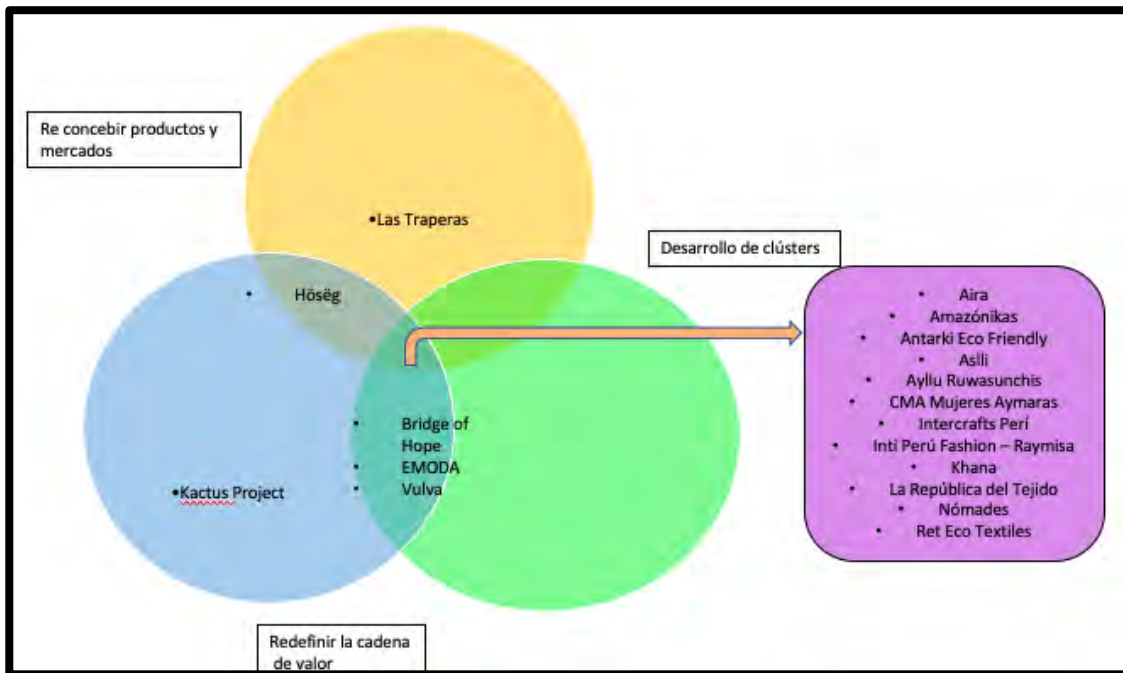 Re concebir productos y
mercados
•Las Traperas
Desarrollo de clústers
• Hösëg
• Aira
• Amazónikas
• Antarki Eco Friendly
• Aslli
• Ayllu Ruwasunchis
• CMA Mujeres Aymaras
• Intercrafts Perí
• Inti Perú Fashion – Raymisa
• Khana
• La República del Tejido
• Nómades
• Ret Eco Textiles
• Bridge of
Hope
• EMODA
• Vulva
•Kactus Project
Redefinir la cadena
de valor